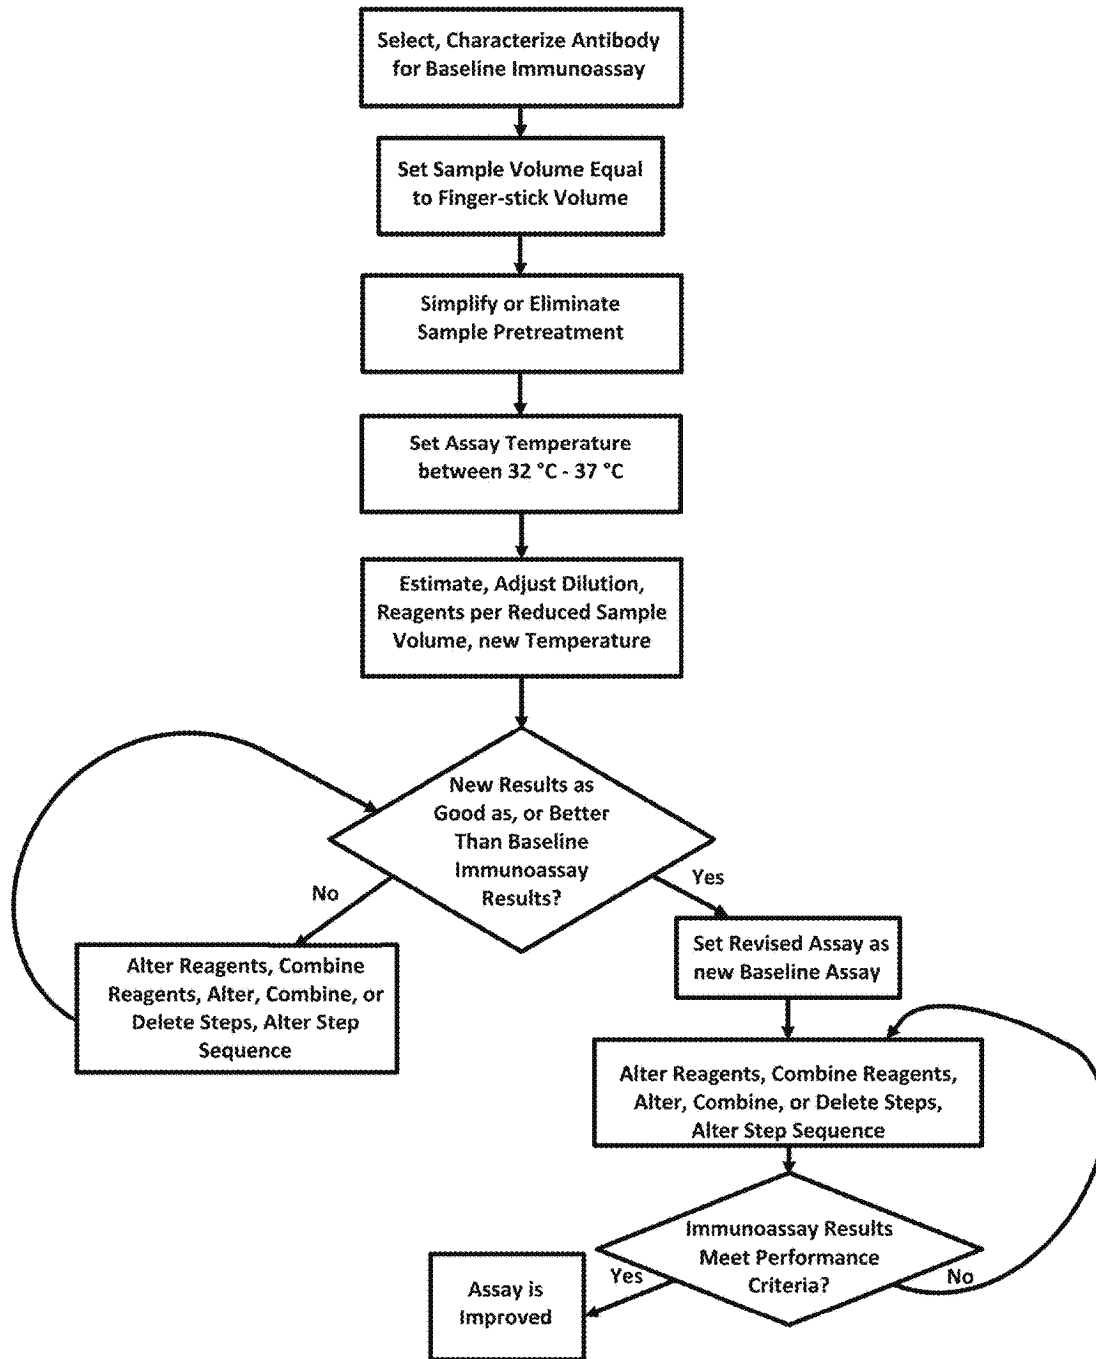 Select, Characterize Antibody
for Baseline Immunoassay
Set Sample Volume Equal
to Finger-stick Volume
Simplify or Eliminate
Sample Pretreatment
Set Assay Temperature
between 32 °C - 37 °C
Estimate, Adjust Dilution,
Reagents per Reduced Sample
Volume, new Temperature
New Results as
Good as, or Better
Than Baseline
Immunoassay
Results?
No
Yes
Alter Reagents, Combine
Reagents, Alter, Combine, or
Delete Steps, Alter Step
Sequence
Set Revised Assay as
new Baseline Assay
Alter Reagents, Combine Reagents,
Alter, Combine, or Delete Steps,
Alter Step Sequence
Immunoassay Results
Meet Performance
Criteria?
Yes
No
Assay is
Improved